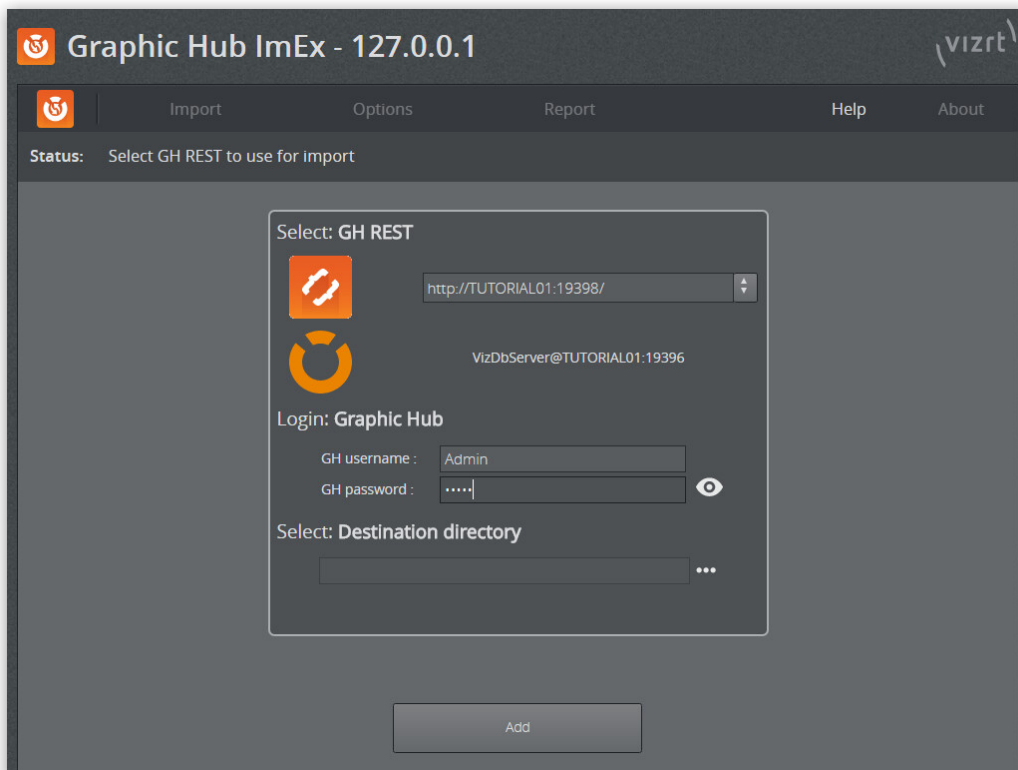 Graphic Hub ImEx - 127.0.0.1
vizrt
Import Options Report Help About
Status: Select GH REST to use for import
Select: GH REST
http://TUTORIAL01:19398/
VizDbServer@TUTORIAL01:19396
Login: Graphic Hub
GH username : Admin
GH password : •••••
Select: Destination directory
•••
Add